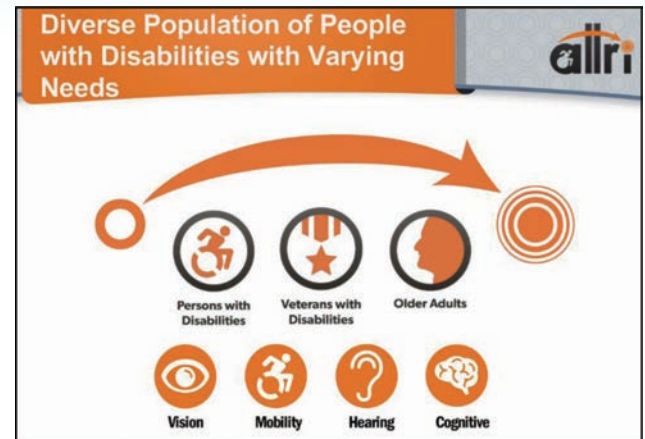 Diverse Population of People
with Disabilities with Varying
Needs
allri
Persons with
Disabilities
Veterans with
Disabilities
Older Adults
Vision
Mobility
Hearing
Cognitive